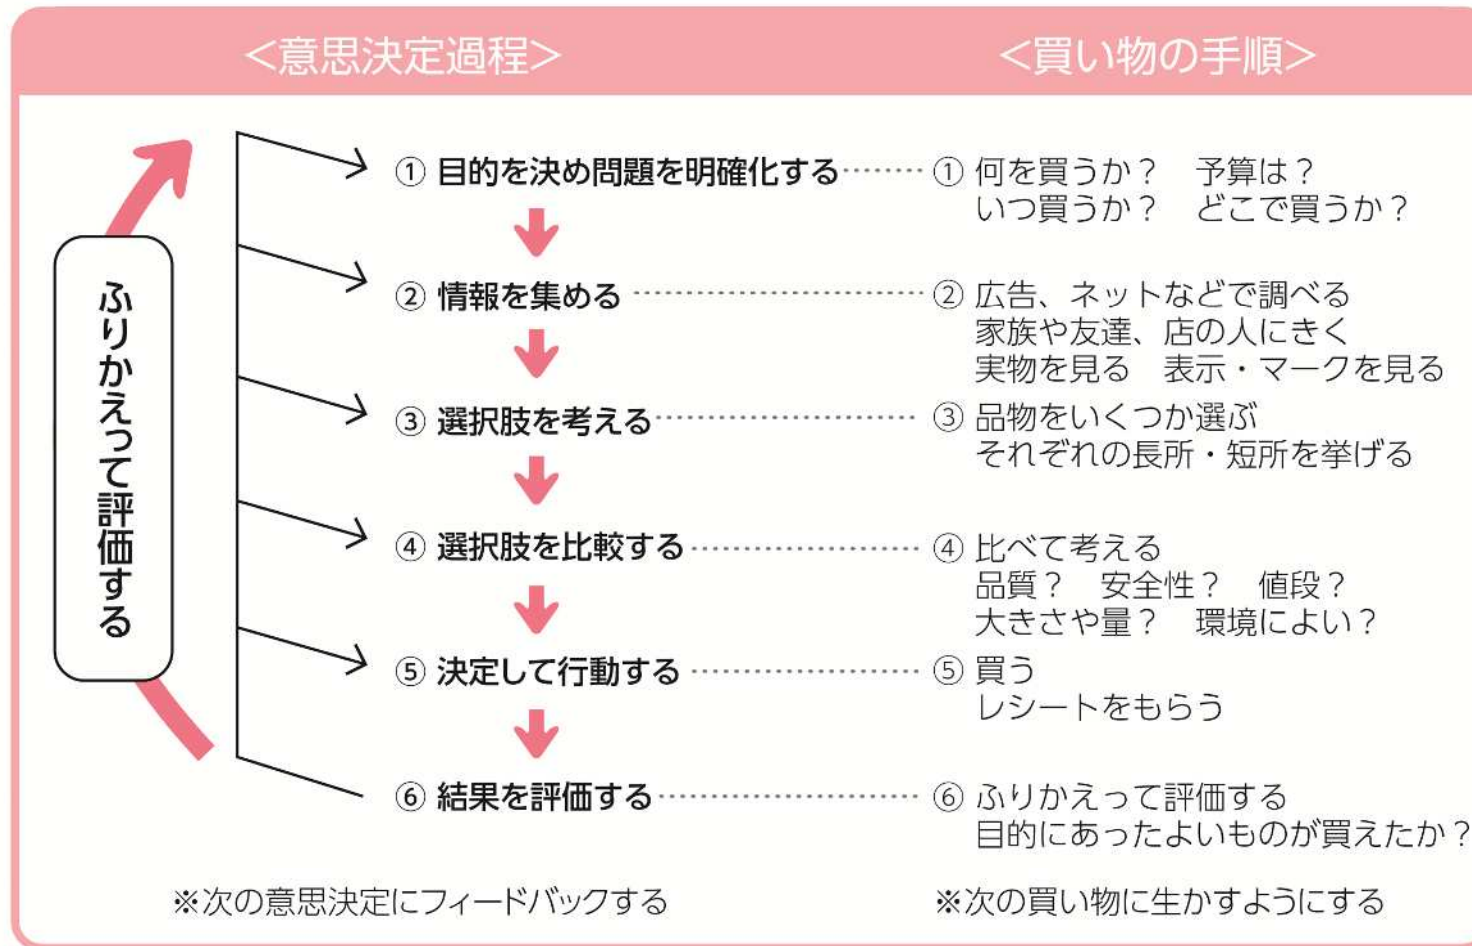 ＜意思決定過程＞
＜買い物の手順＞
ふりかえって評価する
① 目的を決め問題を明確化する
① 何を買うか？　予算は？
いつ買うか？　どこで買うか？
② 情報を集める
② 広告、ネットなどで調べる
家族や友達、店の人にきく
実物を見る　表示・マークを見る
③ 選択肢を考える
③ 品物をいくつか選ぶ
それぞれの長所・短所を挙げる
④ 選択肢を比較する
④ 比べて考える
品質？　安全性？　値段？
大きさや量？　環境によい？
⑤ 決定して行動する
⑤ 買う
レシートをもらう
⑥ 結果を評価する
⑥ ふりかえって評価する
目的にあったよいものが買えたか？
※次の意思決定にフィードバックする
※次の買い物に生かすようにする